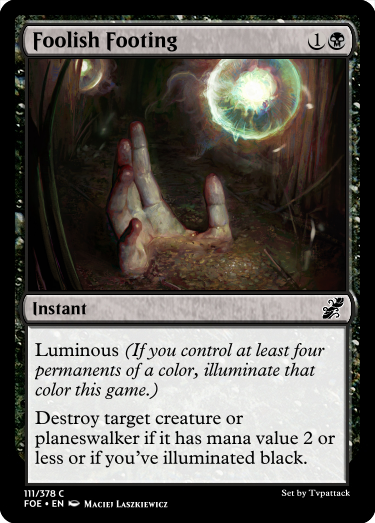 Foolish Footing 1
Instant
Luminous (If you control at least four
permanents of a color, illuminate that
color this game.)
Destroy target creature or
planeswalker if it has mana value 2 or
less or if you've illuminated black.
111/378 C Set by Tvpattack
FOE • EN Maciej Laszkiewicz